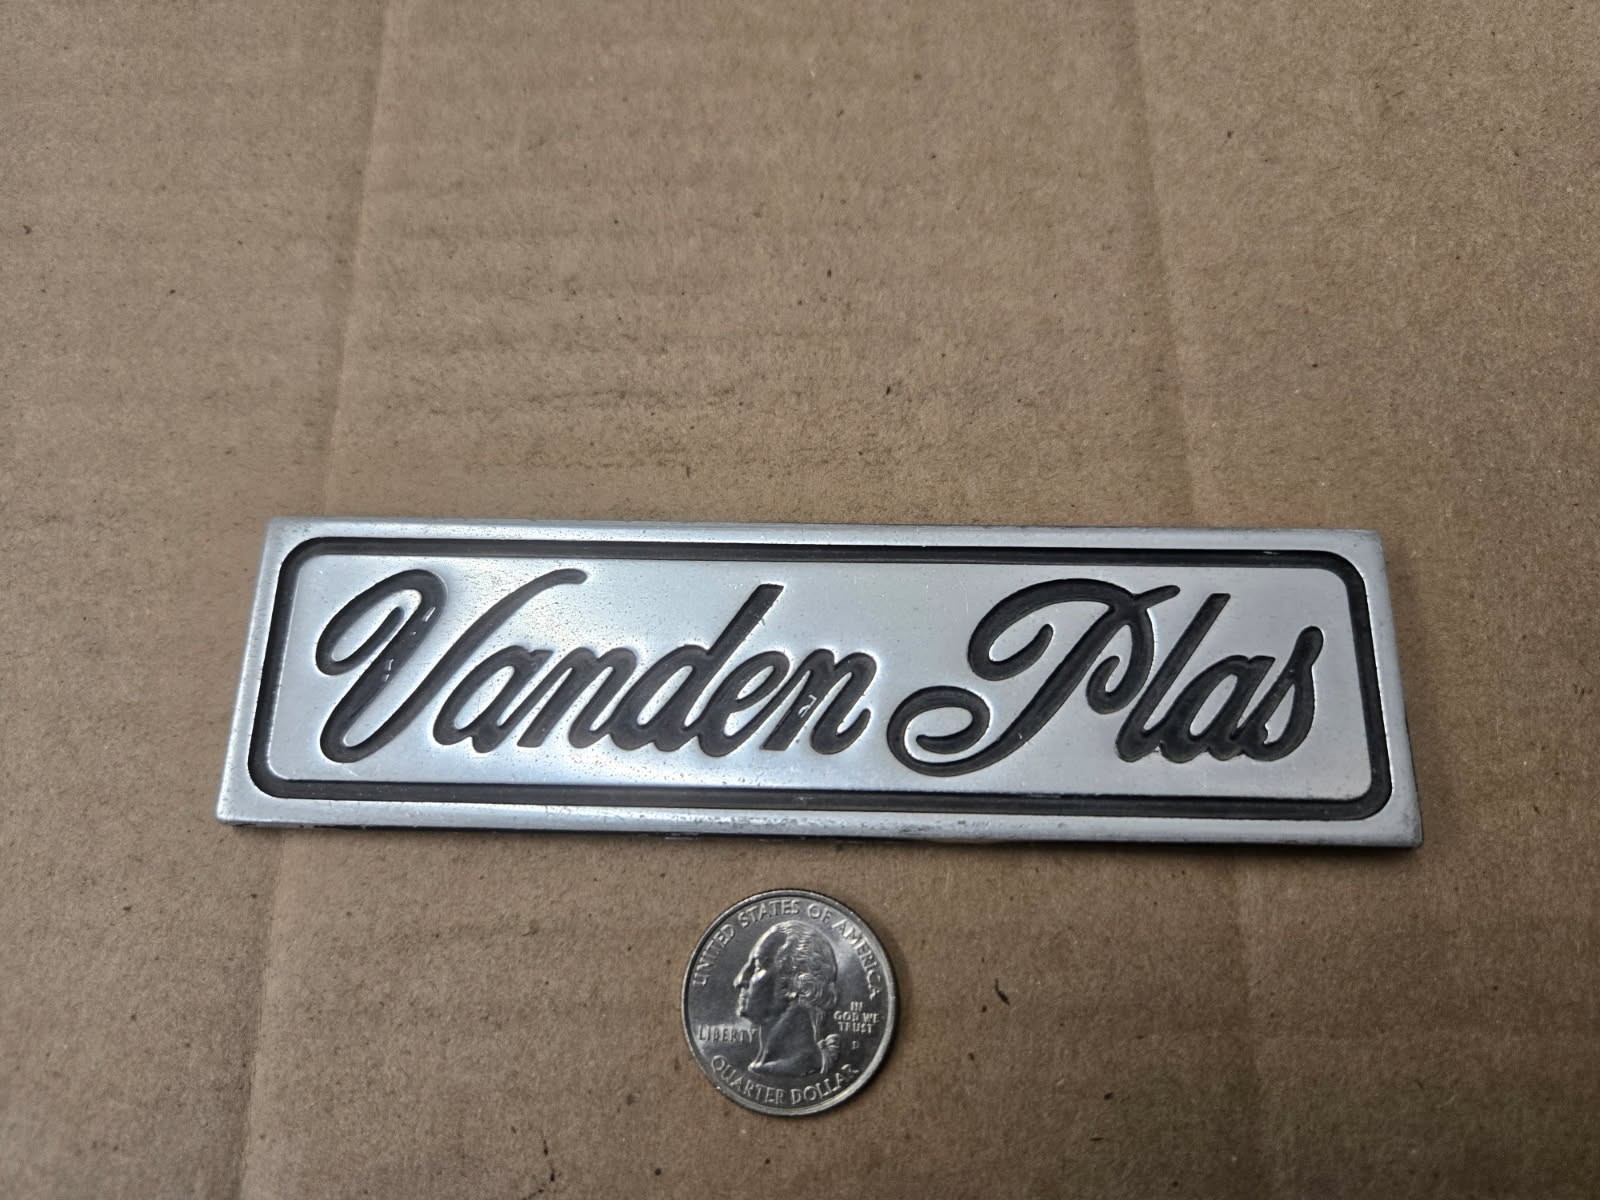 Vanden Plas
UNITED STATES OF AMERICA
LIBERTY
IN
GOD WE
TRUST
D
QUARTER DOLLAR